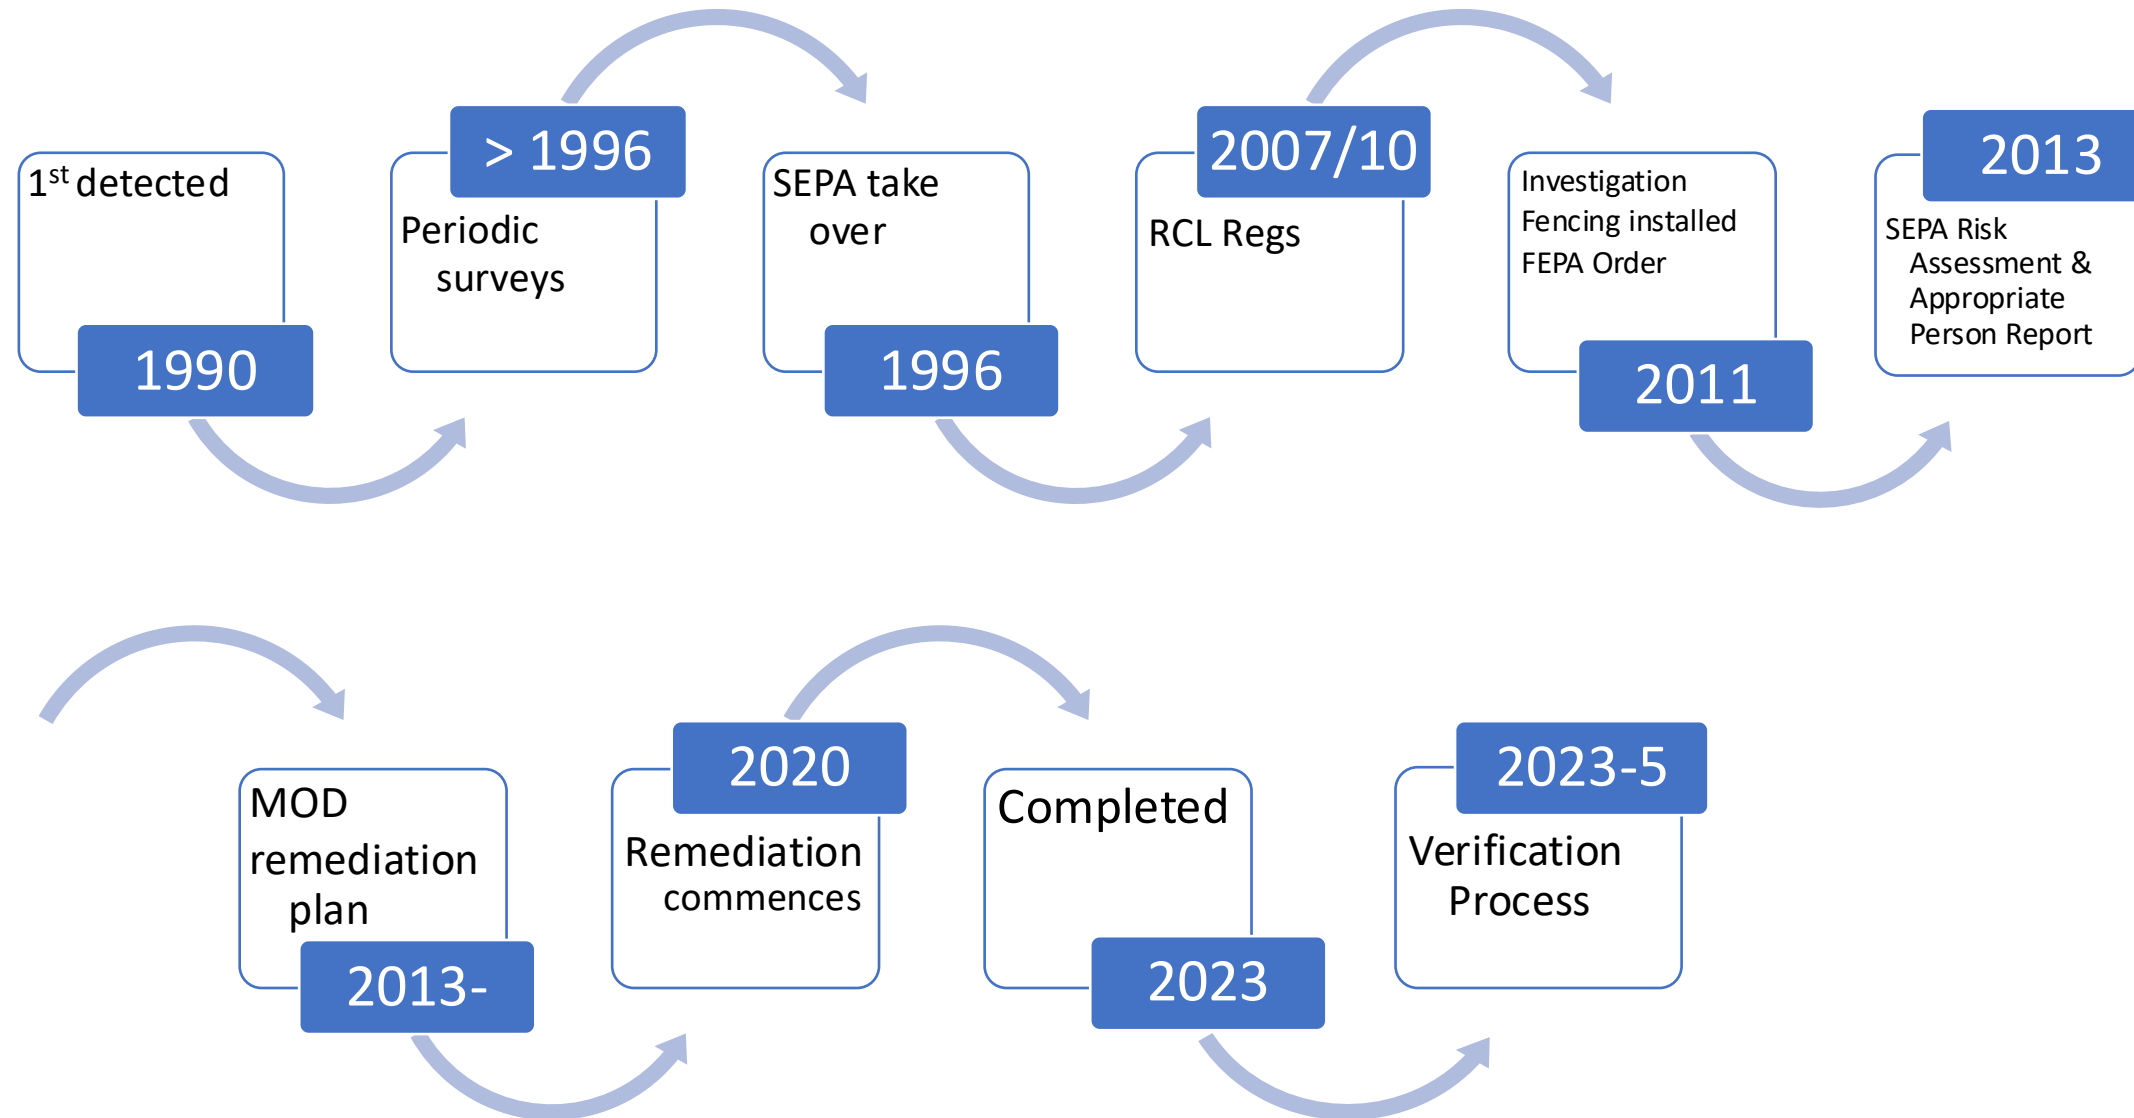 1st detected
1990
> 1996
Periodic
surveys
SEPA take
over
1996
2007/10
RCL Regs
Investigation
Fencing installed
FEPA Order
2011
2013
SEPA Risk
Assessment &
Appropriate
Person Report
MOD
remediation
plan
2013-
2020
Remediation
commences
Completed
2023
2023-5
Verification
Process